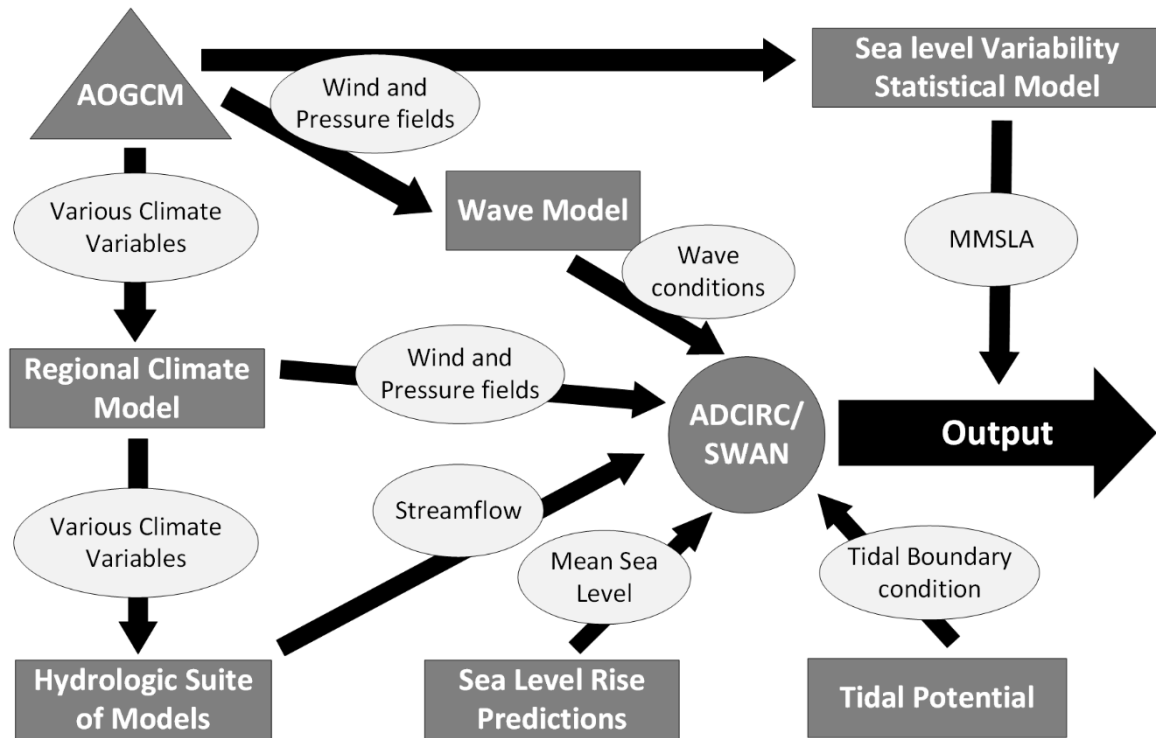 AOGCM
Wind and
Pressure fields
Sea level Variability
Statistical Model
Various Climate
Variables
Wave Model
MMSLA
Wave
conditions
Regional Climate
Model
Wind and
Pressure fields
ADCIRC/
SWAN
Output
Various Climate
Variables
Streamflow
Mean Sea
Level
Tidal Boundary
condition
Hydrologic Suite
of Models
Sea Level Rise
Predictions
Tidal Potential